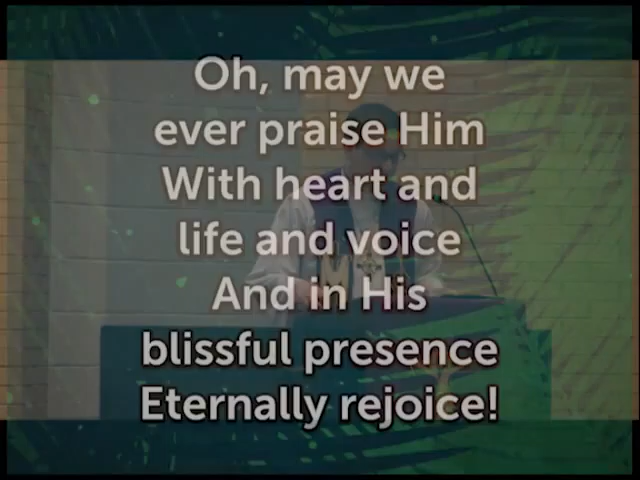 Oh, may we
ever praise Him
With heart and
life and voice
And in His
blissful presence
Eternally rejoice!